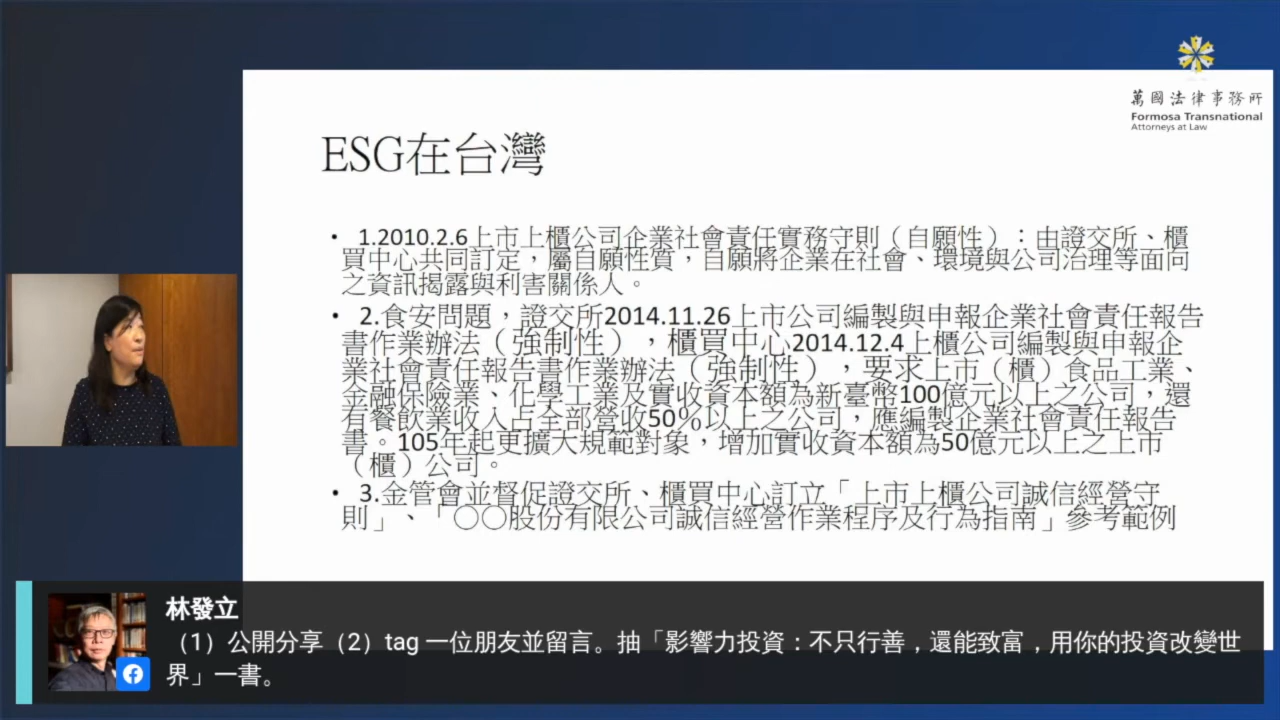 萬國法律事務所
Formosa Transnational
Attorneys at Law
ESG在台灣
• 1.2010.2.6上市上櫃公司企業社會責任實務守則（自願性）：由證交所、櫃
買中心共同訂定，屬自願性質，自願將企業在社會、環境與公司治理等面向
之資訊揭露與利害關係人。
• 2.食安問題，證交所2014.11.26上市公司編製與申報企業社會責任報告
書作業辦法（強制性），櫃買中心2014.12.4上櫃公司編製與申報企
業社會責任報告書作業辦法（強制性），要求上市（櫃）食品工業、
金融保險業、化學工業及實收資本額為新臺幣100億元以上之公司，還
有餐飲業收入占全部營收50%以上之公司，應編製企業社會責任報告
書。105年起更擴大規範對象，增加實收資本額為50億元以上之上市
（櫃）公司。
• 3.金管會並督促證交所、櫃買中心訂立「上市上櫃公司誠信經營守
則」、「○○股份有限公司誠信經營作業程序及行為指南」參考範例
林發立
（1）公開分享（2）tag 一位朋友並留言。抽「影響力投資：不只行善，還能致富，用你的投資改變世
界」一書。